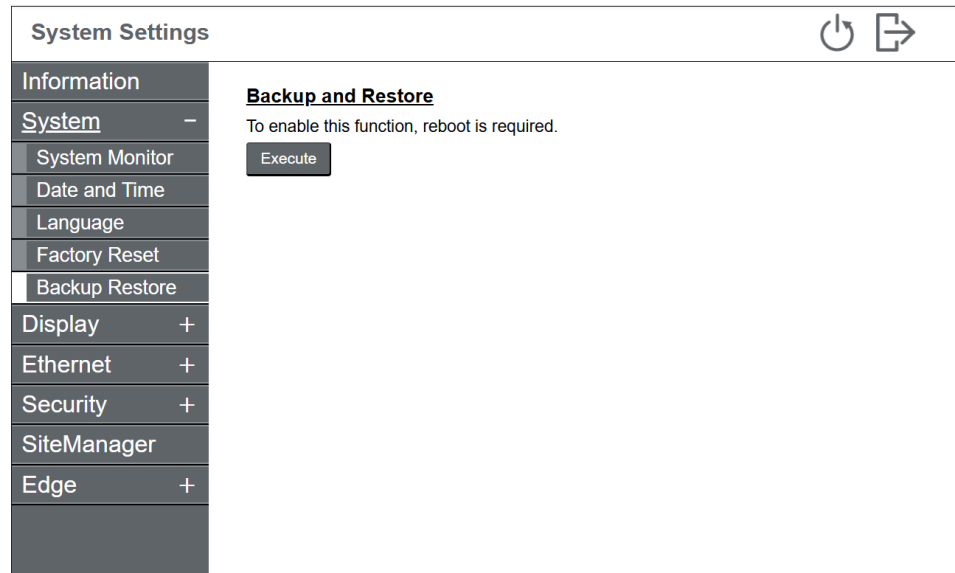 System Settings
Information
System
System Monitor
Date and Time
Language
Factory Reset
Backup Restore
Display
Ethernet
Security
SiteManager
Edge
Backup and Restore
To enable this function, reboot is required.
Execute